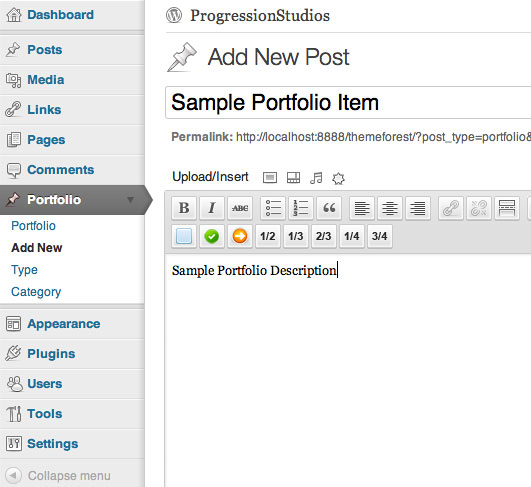 Dashboard
Posts
Media
Links
Pages
Comments
Portfolio
Portfolio
Add New
Type
Category
Appearance
Plugins
Users
Tools
Settings
Collapse menu
ProgressionStudios
Add New Post
Sample Portfolio Item
Permalink: http://localhost:8888/themeforest/?post_type=portfolio&
Upload/Insert
B I ABC
1/2 1/3 2/3 1/4 3/4
Sample Portfolio Description